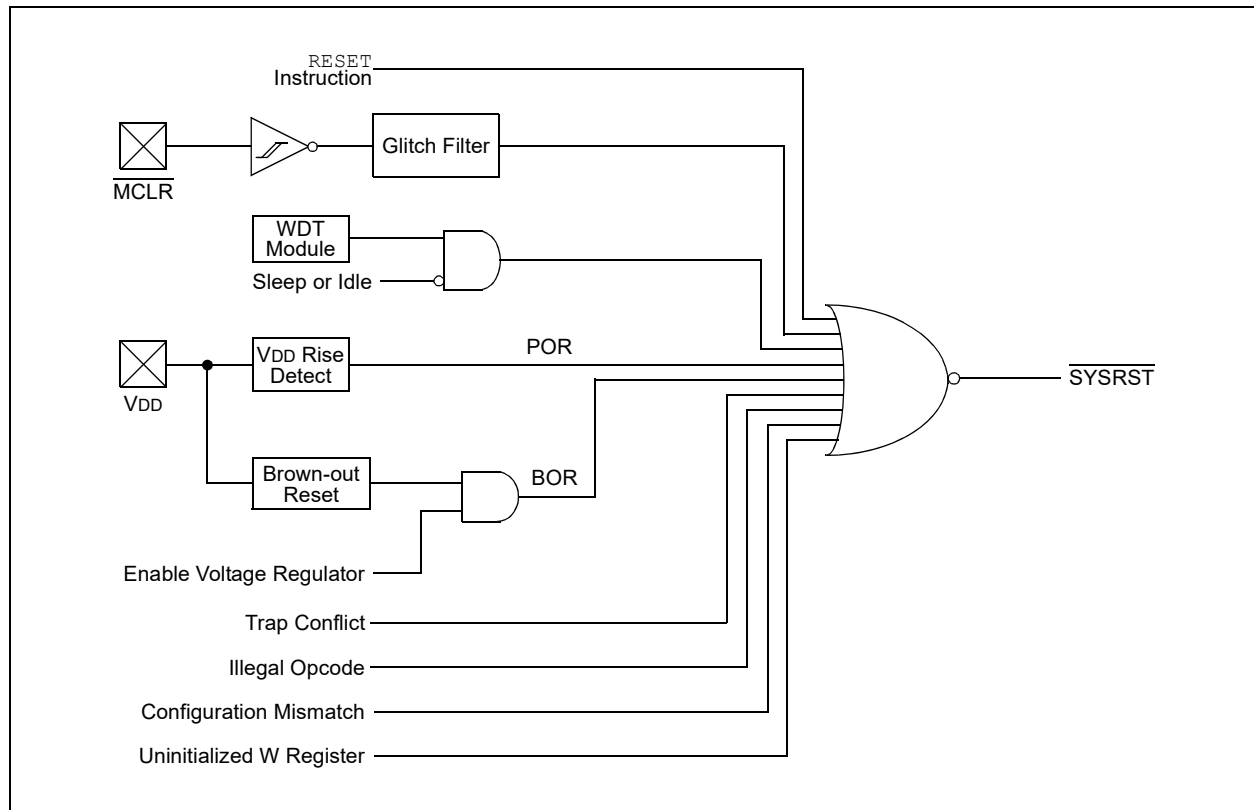 RESET
Instruction
Glitch Filter
MCLR
WDT
Module
Sleep or Idle
VDD Rise
Detect
POR
VDD
SYSRST
Brown-out
Reset
BOR
Enable Voltage Regulator
Trap Conflict
Illegal Opcode
Configuration Mismatch
Uninitialized W Register